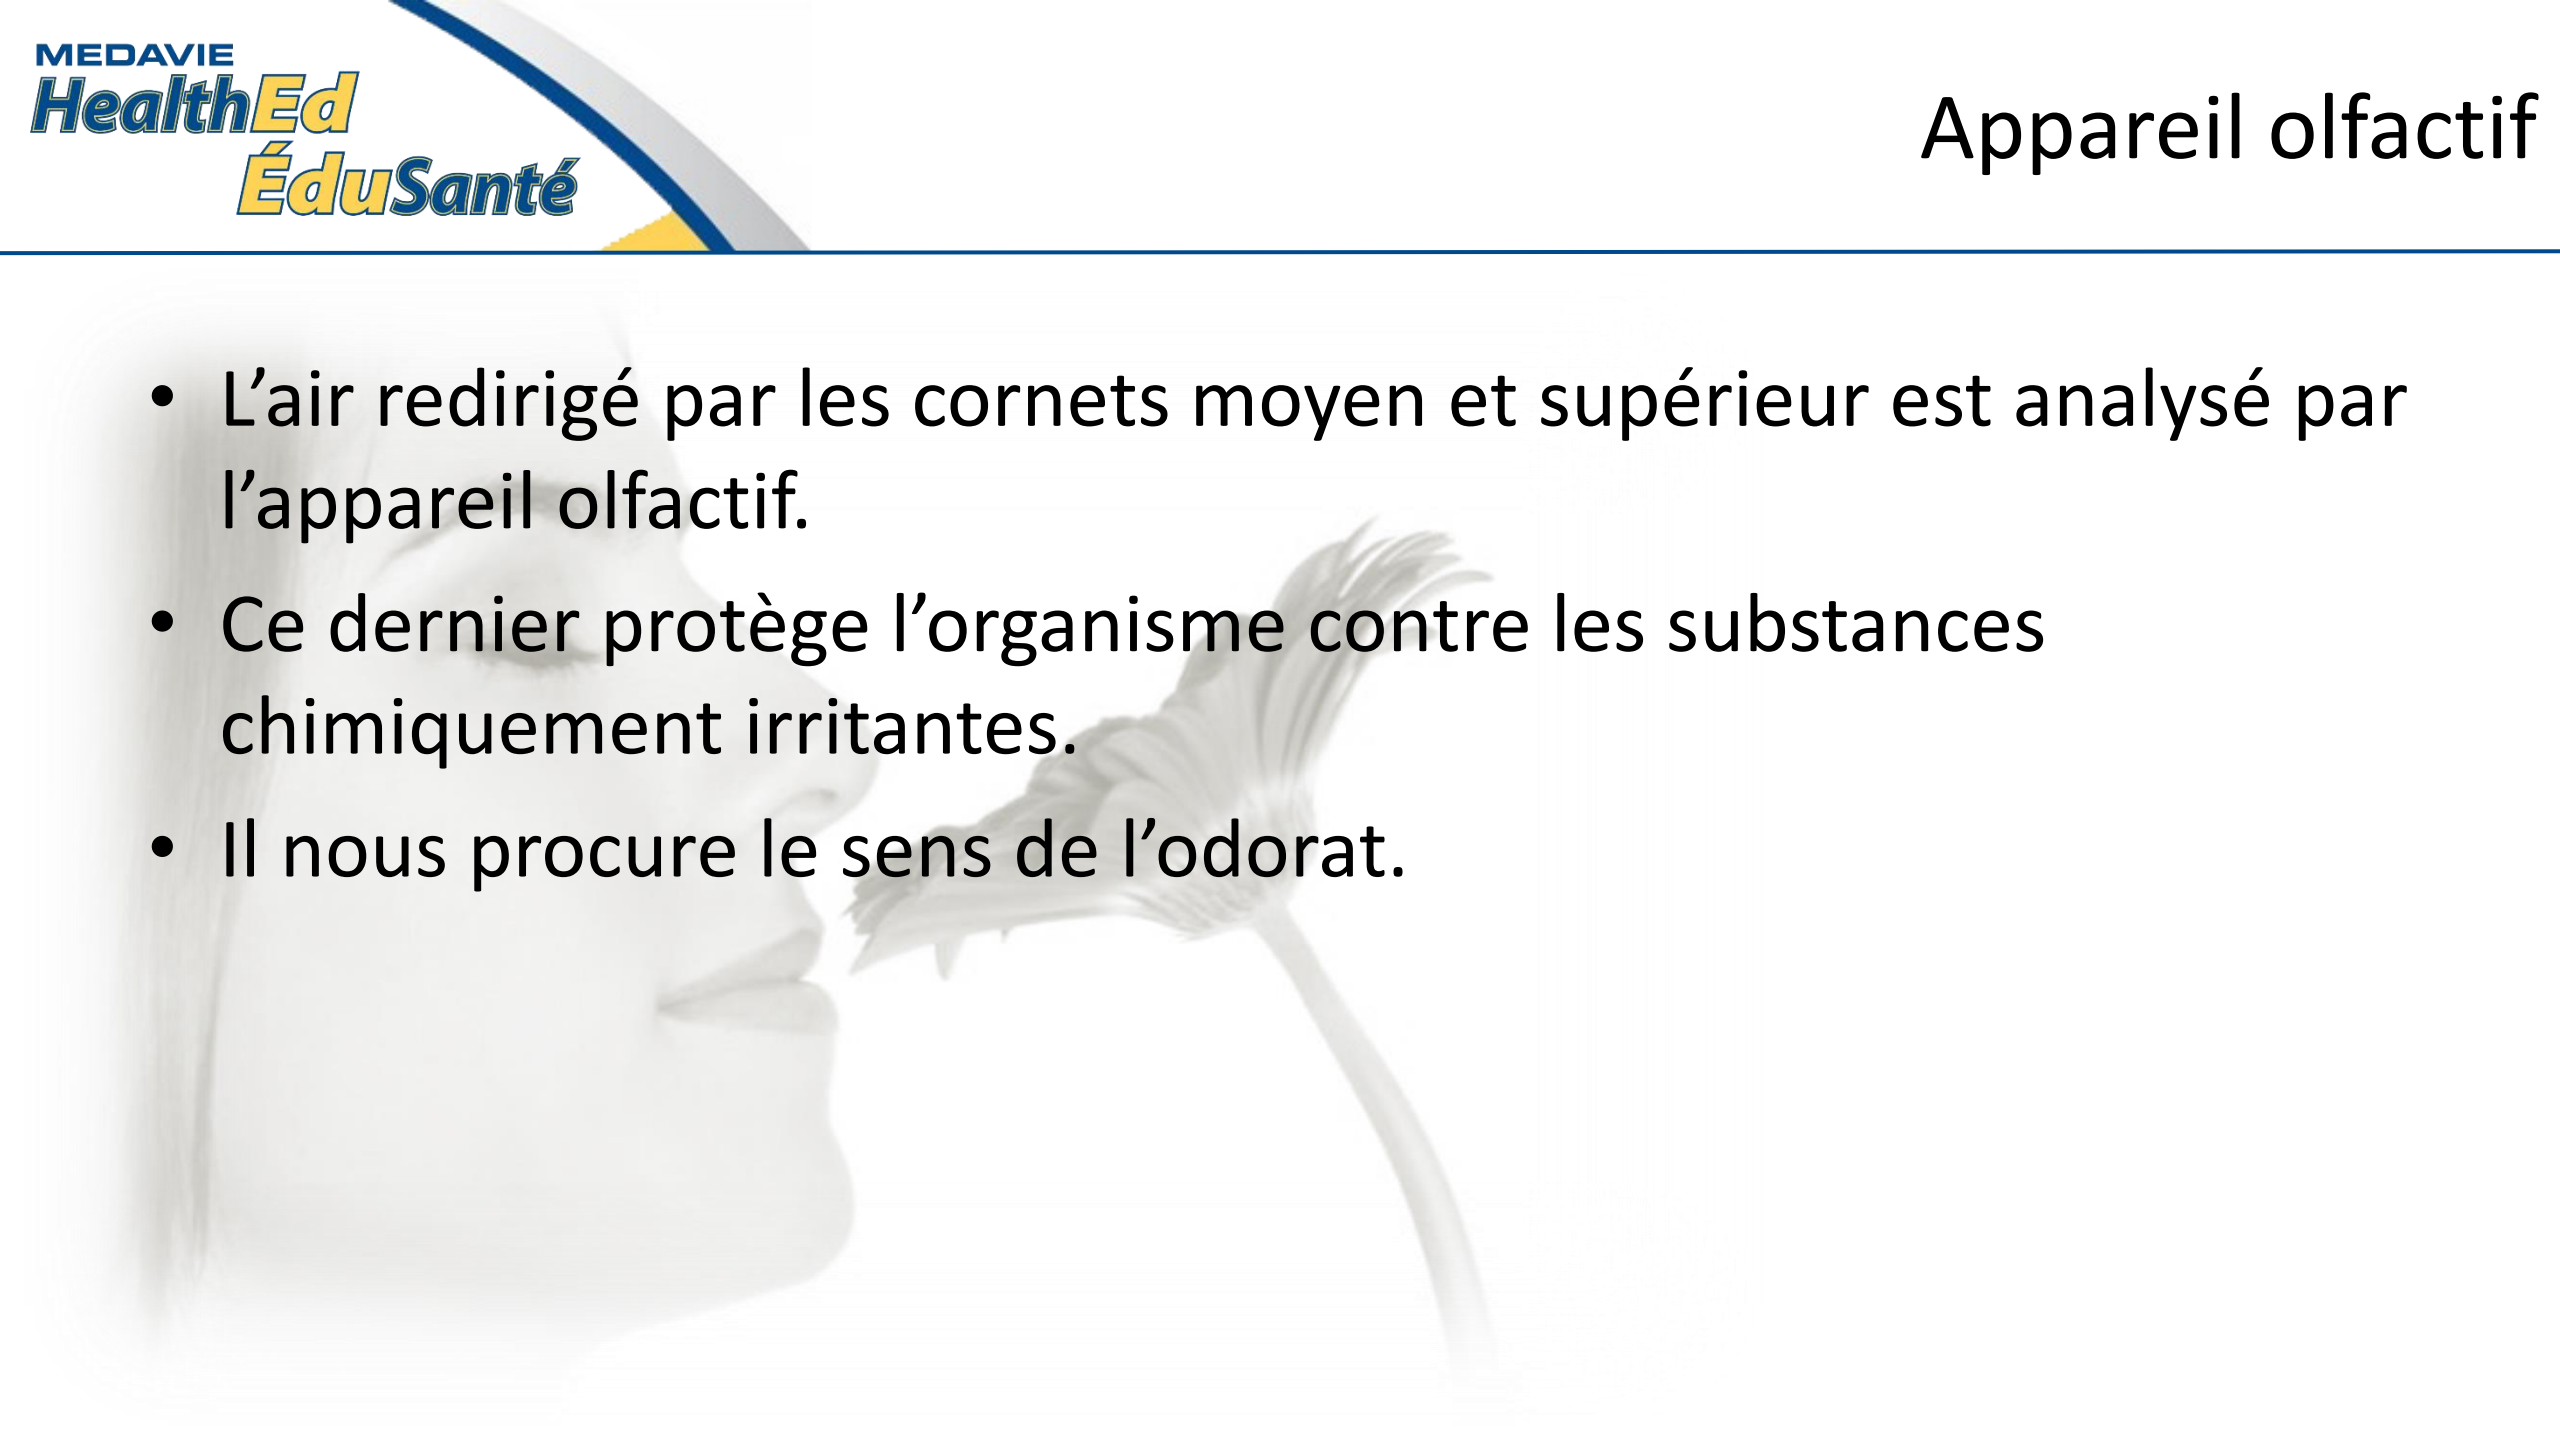 MEDAVIE
HealthEd
ÉduSanté
Appareil olfactif
• L’air redirigé par les cornets moyen et supérieur est analysé par
l’appareil olfactif.
• Ce dernier protège l’organisme contre les substances
chimiquement irritantes.
• Il nous procure le sens de l’odorat.